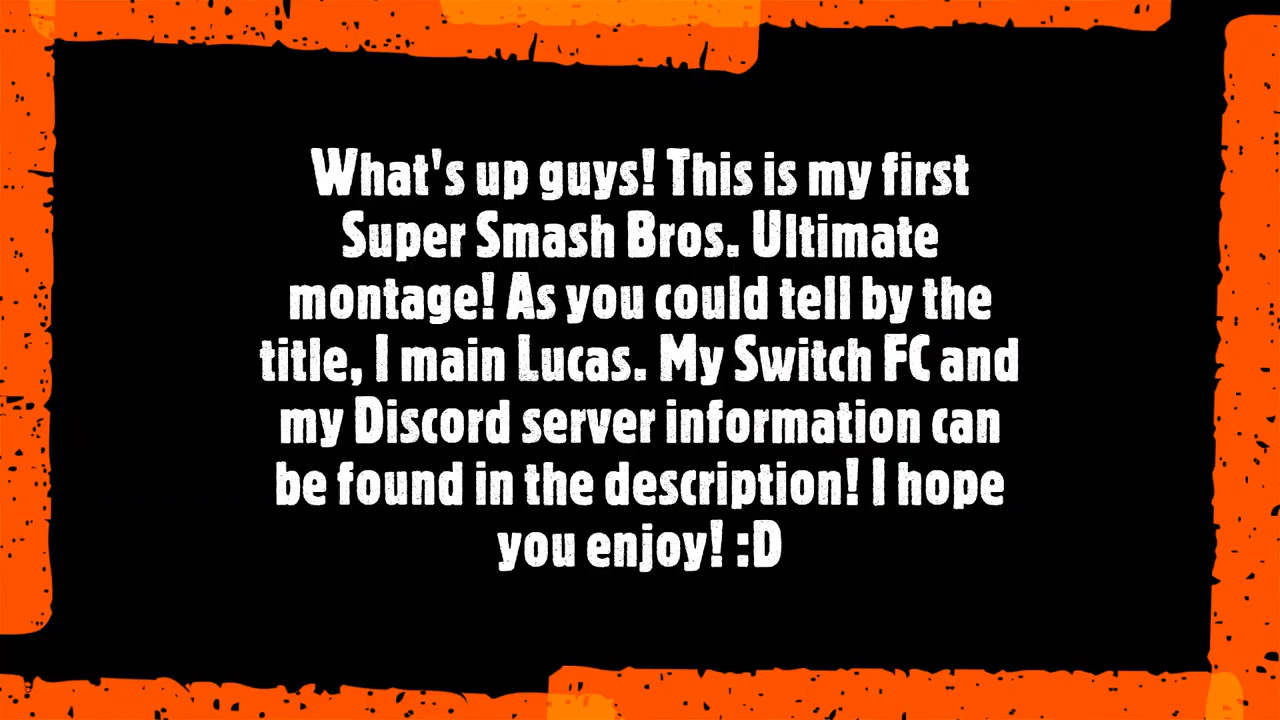 What's up guys! This is my first
Super Smash Bros. Ultimate
montage! As you could tell by the
title, I main Lucas. My Switch FC and
my Discord server information can
be found in the description! I hope
you enjoy! :D